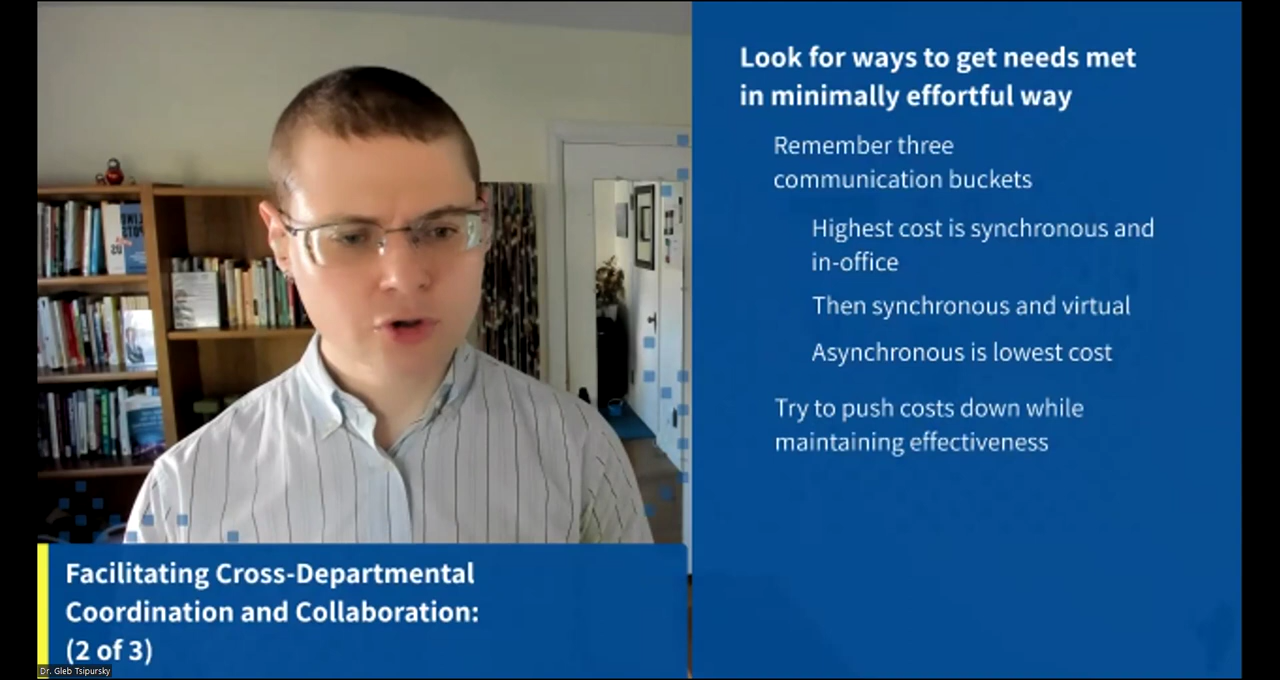 Look for ways to get needs met
in minimally effortful way
Remember three
communication buckets
Highest cost is synchronous and
in-office
Then synchronous and virtual
Asynchronous is lowest cost
Try to push costs down while
maintaining effectiveness
Facilitating Cross-Departmental
Coordination and Collaboration:
(2 of 3)
Dr. Gleb Tsipursky